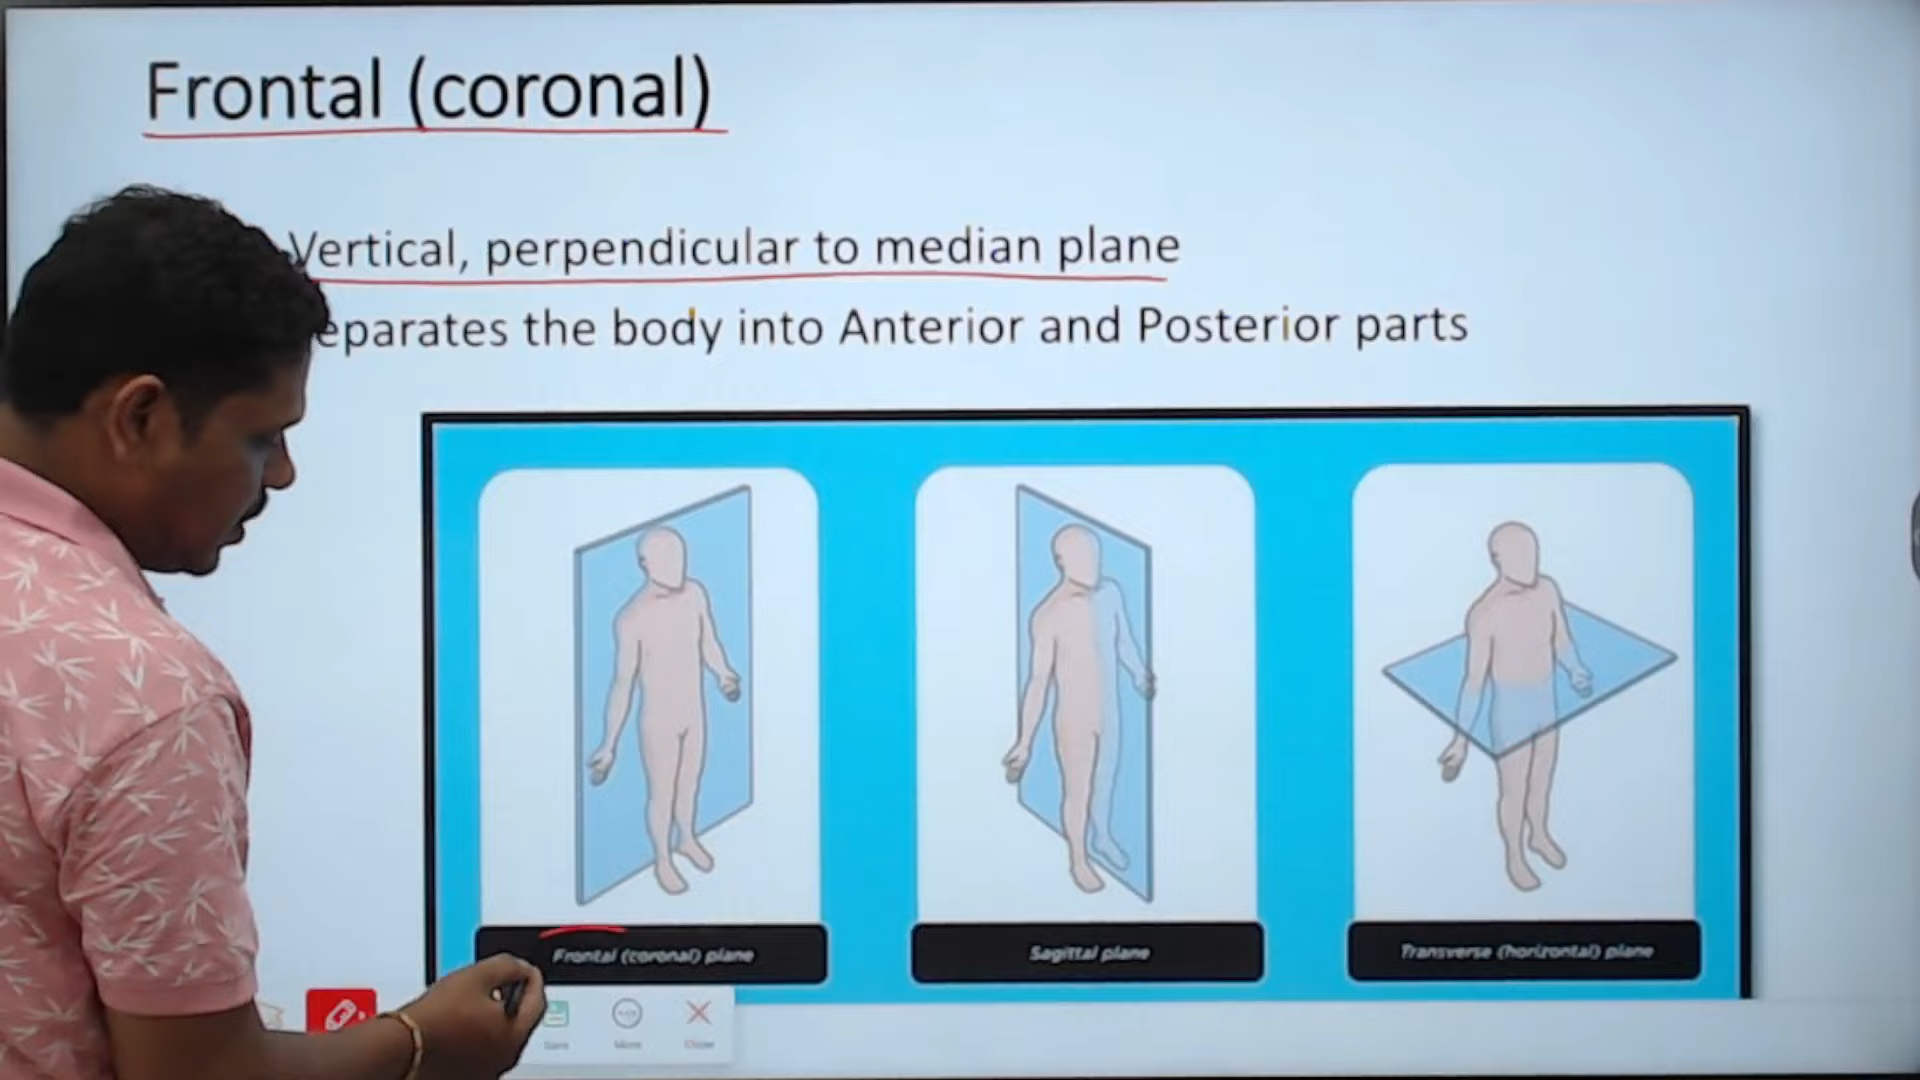 Frontal (coronal)
Vertical, perpendicular to median plane
eparates the body into Anterior and Posterior parts
Frontal (coronal) plane
Sagittal plane
Transverse (horizontal) plane
Save
More
Close